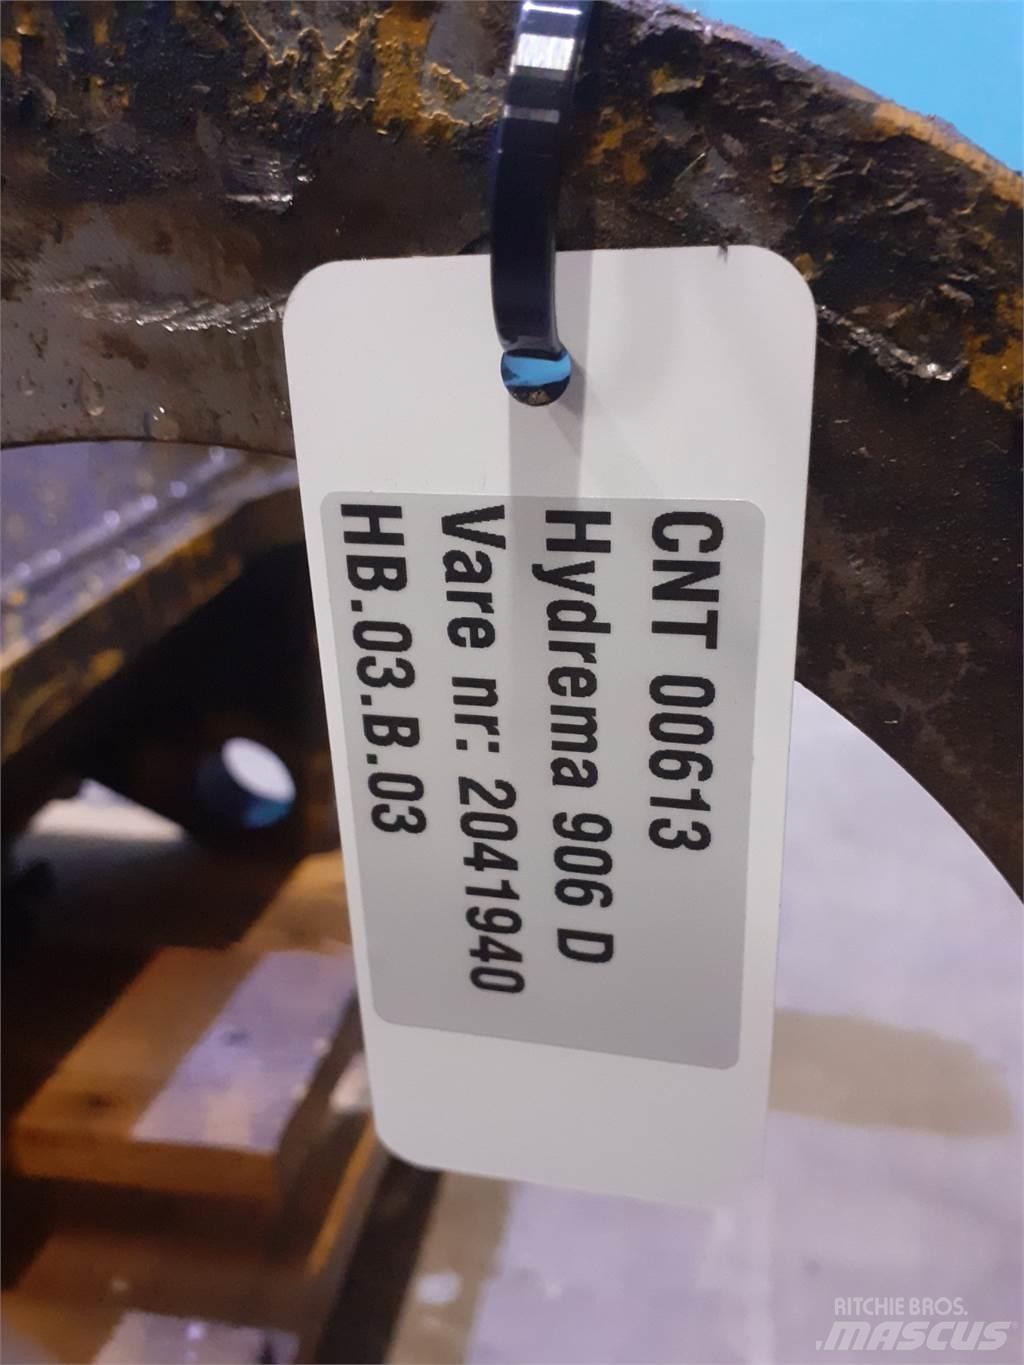 CNT 00613
Hydrema 906 D
Vare nr: 2041940
HB.03.B.03
RITCHIE BROS.
MASCUS